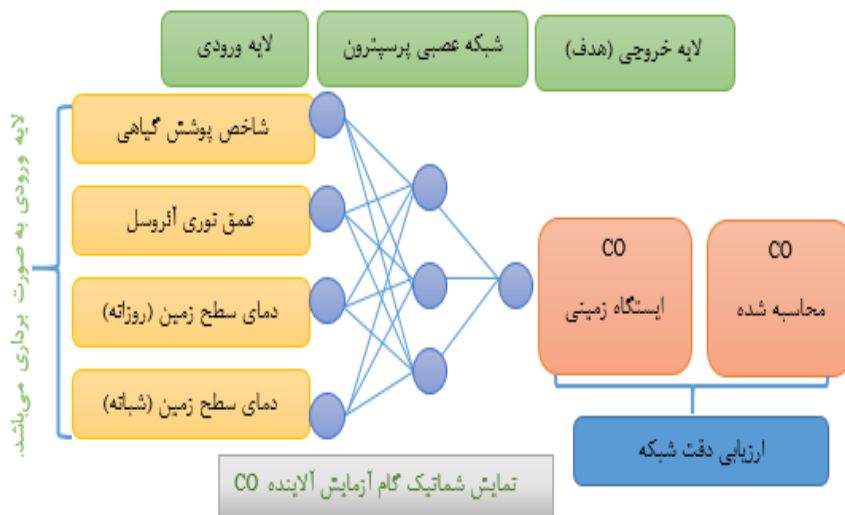 لایه ورودی
شبکه عصبی پرسپترون
لایه خروجی (هدف)
لایه ورودی به صورت برداری می‌باشد.
شاخص پوشش گیاهی
عمق نوری آئروسل
دمای سطح زمین (روزانه)
دمای سطح زمین (شبانه)
CO
ایستگاه زمینی
CO
محاسبه شده
ارزیابی دقت شبکه
نمایش شماتیک گام آزمایش آلاینده CO